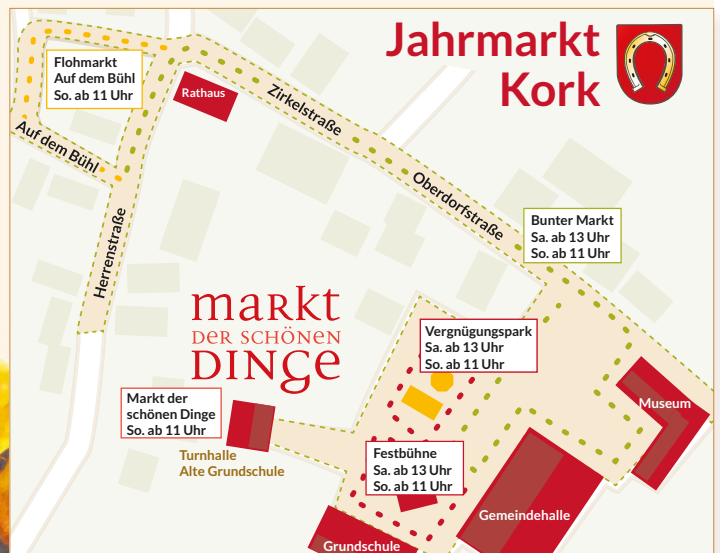 Jahrmarkt
Kork
Flohmarkt
Auf dem Bühl
So. ab 11 Uhr
Rathaus
Zirkelstraße
Auf dem Bühl
Oberdorfstraße
Herrenstraße
Bunter Markt
Sa. ab 13 Uhr
So. ab 11 Uhr
markt
DER SCHÖNEN
DINGE
Vergnügungspark
Sa. ab 13 Uhr
So. ab 11 Uhr
Markt der
schönen Dinge
So. ab 11 Uhr
Museum
Turnhalle
Alte Grundschule
Festbühne
Sa. ab 13 Uhr
So. ab 11 Uhr
Gemeindehalle
Grundschule